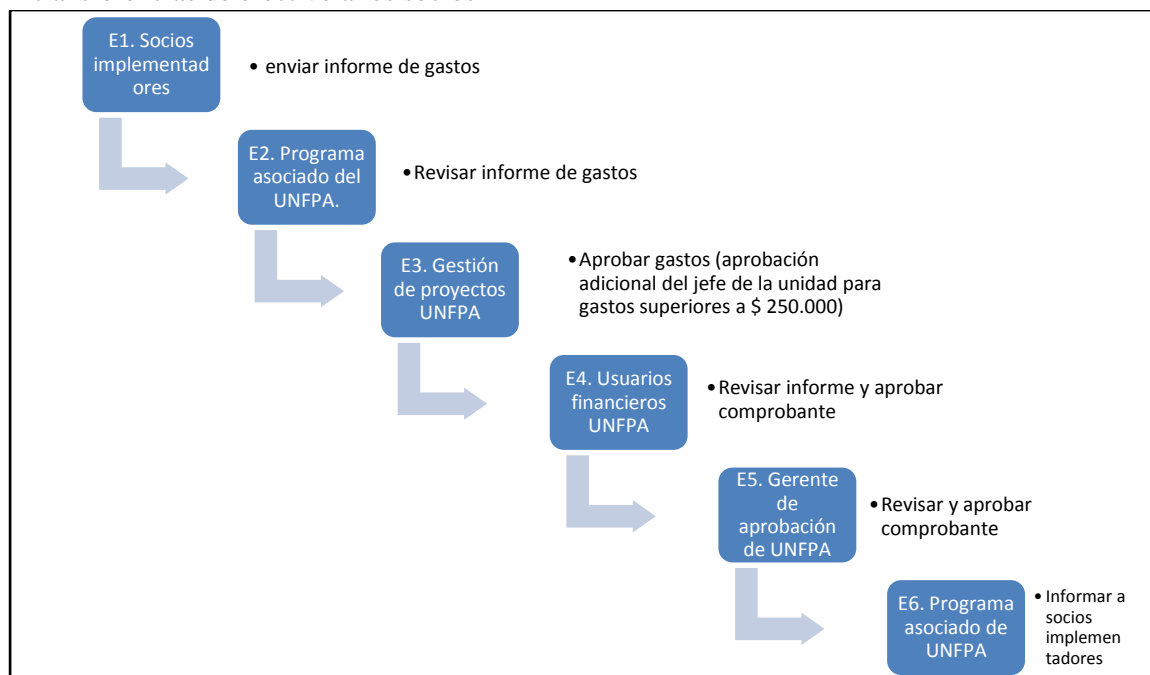 E1. Socios
implementad
ores
• enviar informe de gastos
E2. Programa
asociado del
UNFPA.
•Revisar informe de gastos
E3. Gestión
de proyectos
UNFPA
•Aprobar gastos (aprobación
adicional del jefe de la unidad para
gastos superiores a $ 250.000)
E4. Usuarios
financieros
UNFPA
•Revisar informe y aprobar
comprobante
E5. Gerente
de
aprobación
de UNFPA
•Revisar y aprobar
comprobante
E6. Programa
asociado de
UNFPA
•Informar a
socios
implemen
tadores